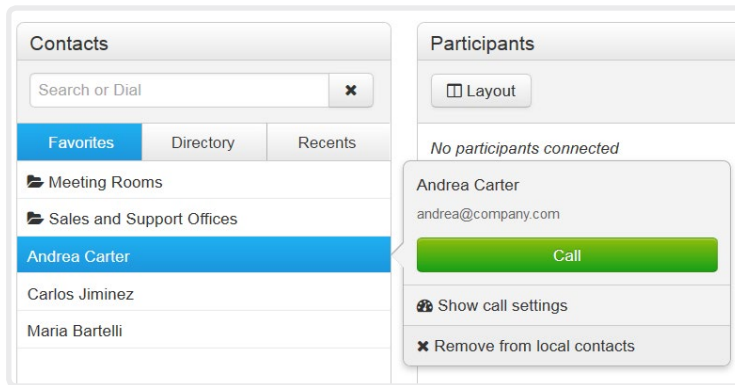 Contacts
Search or Dial
Favorites Directory Recents
Meeting Rooms
Sales and Support Offices
Andrea Carter
Carlos Jiminez
Maria Bartelli
Participants
Layout
No participants connected
Andrea Carter
andrea@company.com
Call
Show call settings
Remove from local contacts